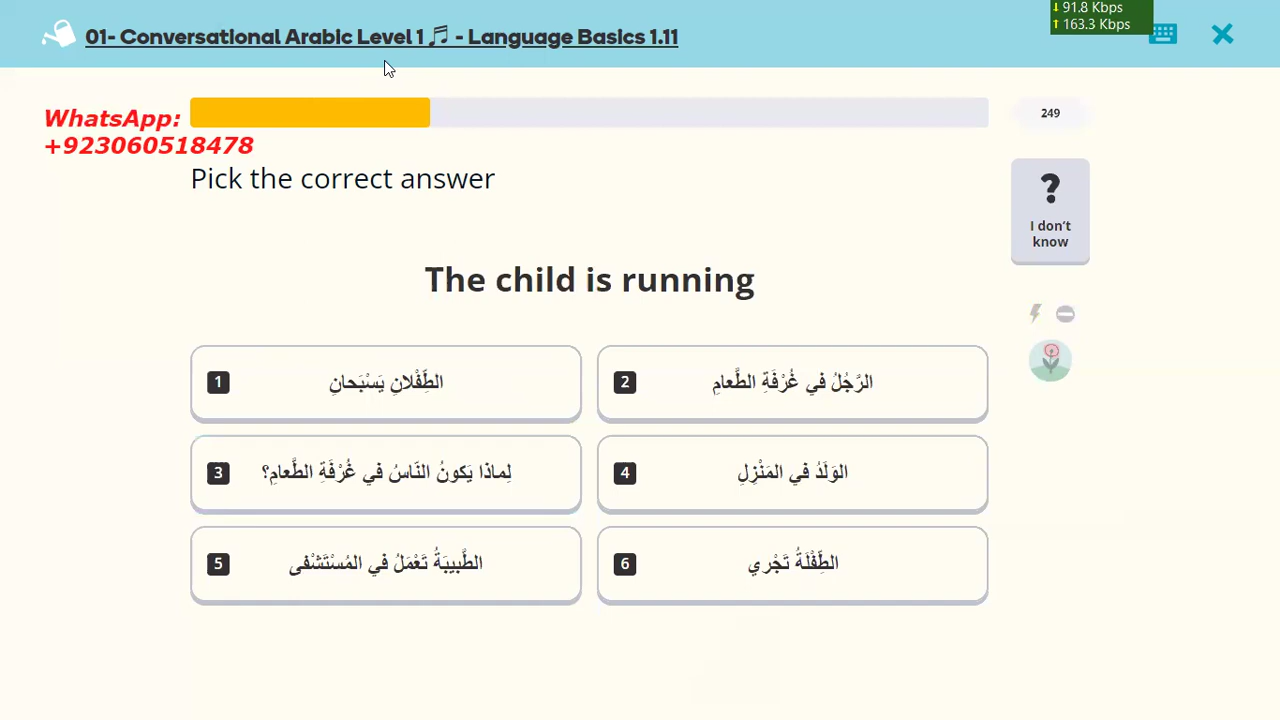 01- Conversational Arabic Level 1 🎵 - Language Basics 1.11
↓ 91.8 Kbps
↑ 163.3 Kbps
WhatsApp:
+923060518478
249
Pick the correct answer
?
I don't
know
The child is running
1 الطِّفْلانِ يَسْبَحانِ
2 الرَّجُلُ في غُرْفَةِ الطَّعامِ
3 لِماذا يَكونُ النّاسُ في غُرْفَةِ الطَّعامِ؟
4 الوَلَدُ في المَنْزِلِ
5 الطَّبيبَةُ تَعْمَلُ في المُسْتَشْفى
6 الطِّفْلَةُ تَجْرِي